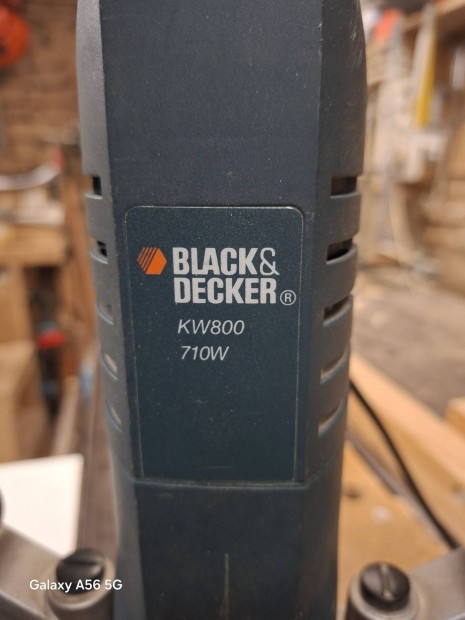 BLACK&
DECKER®
KW800
710W
Galaxy A56 5G